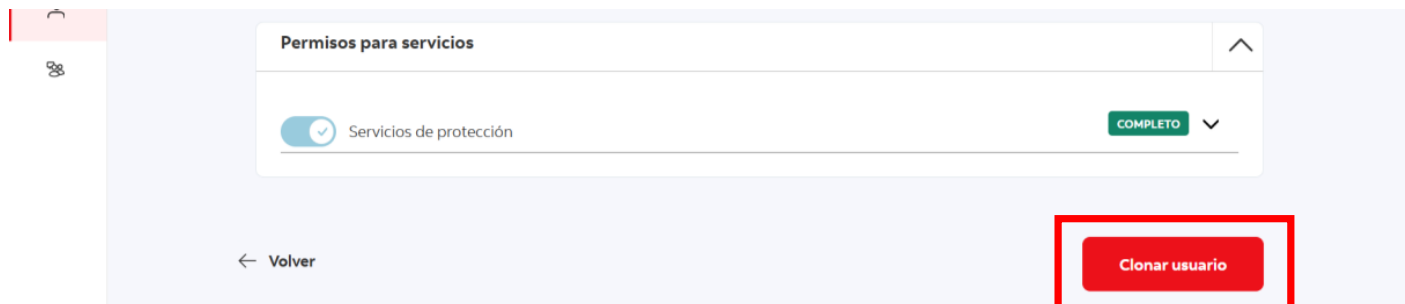 Permisos para servicios
Servicios de protección
COMPLETO
Volver
Clonar usuario